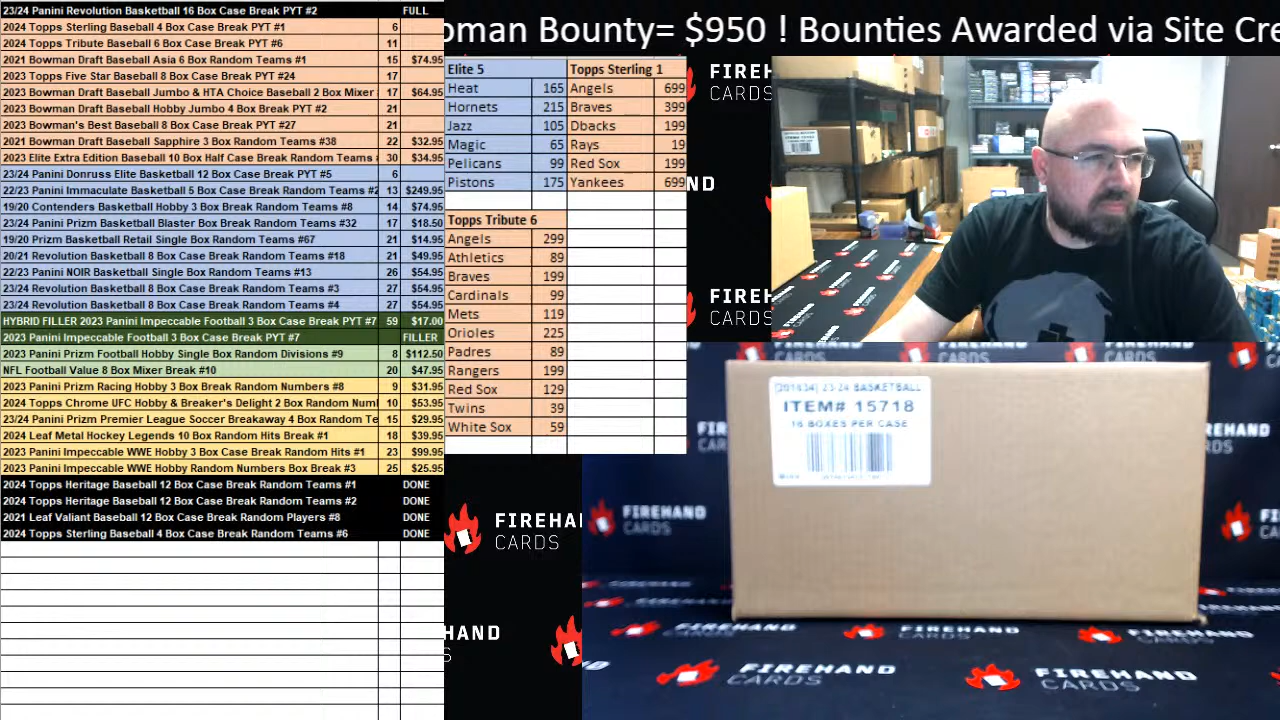 23/24 Panini Revolution Basketball 16 Box Case Break PYT #2 FULL
2024 Topps Sterling Baseball 4 Box Case Break PYT #1 6
2024 Topps Tribute Baseball 6 Box Case Break PYT #6 11
2021 Bowman Draft Baseball Asia 6 Box Random Teams #1 15 $74.95
2023 Topps Five Star Baseball 8 Box Case Break PYT #24 17
2023 Bowman Draft Baseball Jumbo & HTA Choice Baseball 2 Box Mixer 17 $64.95
2023 Bowman Draft Baseball Hobby Jumbo 4 Box Break PYT #2 21
2023 Bowman's Best Baseball 8 Box Case Break PYT #27 21
2021 Bowman Draft Baseball Sapphire 3 Box Random Teams #38 22 $32.95
2023 Elite Extra Edition Baseball 10 Box Half Case Break Random Teams 30 $34.95
23/24 Donruss Elite Basketball 12 Box PYT #5 6
22/23 Panini Immaculate Basketball 5 Box Case Break Random Teams #2 13 $249.95
19/20 Contenders Basketball Hobby 3 Box Random Teams #8 14 $74.95
23/24 Panini Prizm Basketball Blaster Box Random Teams #32 17 $18.50
19/20 Prizm Basketball Retail Single Box Random Teams #67 21 $14.95
20/21 Revolution Basketball 8 Box Random Teams #18 21 $49.95
22/23 Panini NOIR Basketball Single Box Random Teams #13 26 $54.95
23/24 Revolution Basketball 8 Box Case Break Random Teams #3 27 $54.95
23/24 Revolution Basketball 8 Box Case Break Random Teams #4 27 $54.95
HYBRID FILLER 2023 Panini Impeccable Football 3 Box Case Break PYT #7 59 $17.00
2023 Panini Impeccable Football 3 Box Case Break PYT #7 FILLER
2023 Panini Prizm Football Hobby Single Box Random Divisions #9 8 $112.50
NFL Football Value 8 Box Mixer Break #10 20 $47.95
2023 Panini Prizm Racing Hobby 3 Box Break Random Numbers #8 9 $31.95
2024 Topps Chrome UFC Hobby & Breaker's Delight 2 Box Random Num 10 $53.95
23/24 Panini Prizm Premier League Soccer Breakaway 4 Box Random Te 15 $29.95
2024 Leaf Metal Hockey Legends 10 Box Random Hits Break #1 18 $39.95
2023 Panini Impeccable WWE Hobby 3 Box Case Break Random Hits #1 23 $99.95
2023 Panini Impeccable WWE Hobby Random Numbers Box Break #3 25 $25.95
2024 Topps Heritage Baseball 12 Box Case Break Random Teams #1 DONE
2024 Topps Heritage Baseball 12 Box Case Break Random Teams #2 DONE
2021 Leaf Valiant Baseball 12 Box Case Break Random Players #8 DONE
2024 Topps Sterling Baseball 4 Box Case Break Random Teams #6 DONE
oman Bounty= $950 ! Bounties Awarded via Site Cre
Elite 5 Topps Sterling 1
Heat 165 Angels 699
Hornets 215 Braves 399
Jazz 105 Dbacks 199
Magic 65 Rays 19
Pelicans 99 Red Sox 199
Pistons 175 Yankees 699
Topps Tribute 6
Angels 299
Athletics 89
Braves 199
Cardinals 99
Mets 119
Orioles 225
Padres 89
Rangers 199
Red Sox 129
Twins 39
White Sox 59
FIREH
CARDS
ND
FIREH
CARDS
FIREHA
CARDS
HAND
S
[201834] 23-24 BASKETBALL
ITEM# 15718
16 BOXES PER CASE
FIREHAND
CARDS
FIREHAND
CARDS
FIREHAND
CARDS
FIREHAND
CARDS
FIREHAND
CARDS